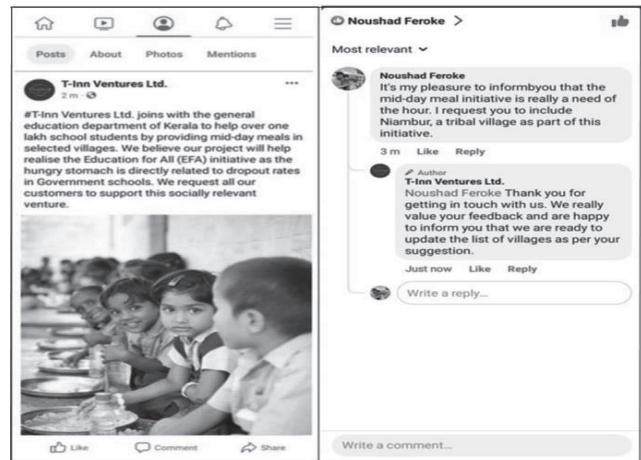 Posts About Photos Mentions
T-Inn Ventures Ltd.
2 m
#T-Inn Ventures Ltd. joins with the general
education department of Kerala to help over one
lakh school students by providing mid-day meals in
selected villages. We believe our project will help
realise the Education for All (EFA) initiative as the
hungry stomach is directly related to dropout rates
in Government schools. We request all our
customers to support this socially relevant
venture.
Like Comment Share
Noushad Feroke >
Most relevant
Noushad Feroke
It's my pleasure to informbyou that the
mid-day meal initiative is really a need of
the hour. I request you to include
Niambur, a tribal village as part of this
initiative.
3 m Like Reply
Author
T-Inn Ventures Ltd.
Noushad Feroke Thank you for
getting in touch with us. We really
value your feedback and are happy
to inform you that we are ready to
update the list of villages as per your
suggestion.
Just now Like Reply
Write a reply...
Write a comment...